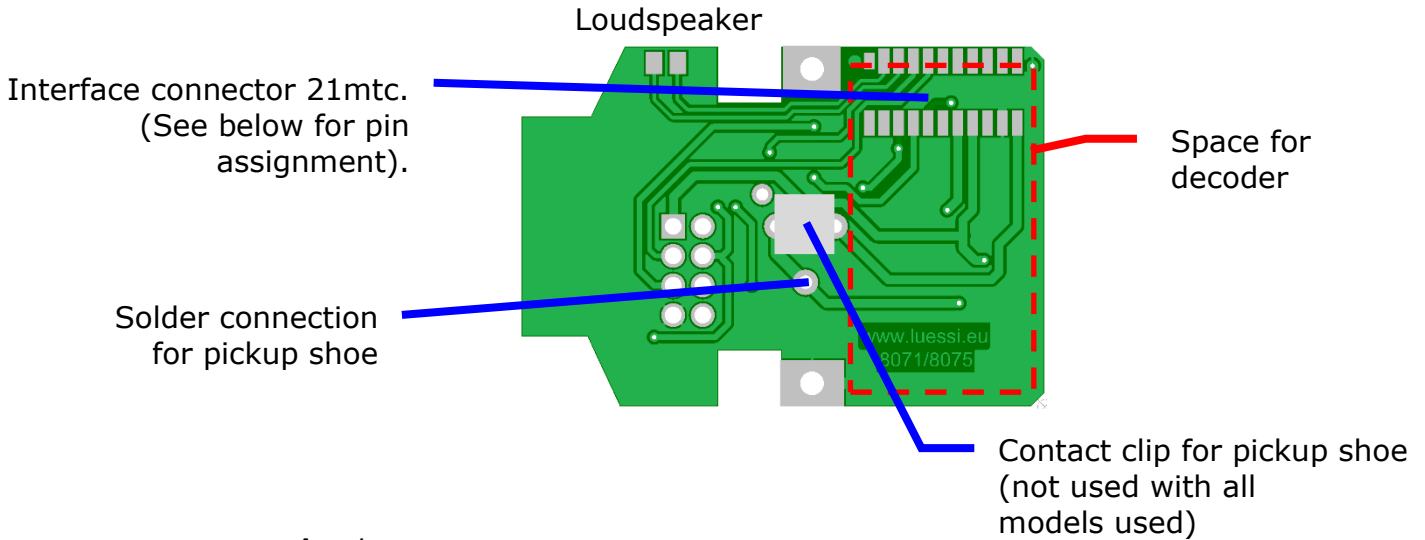 Loudspeaker
Interface connector 21mtc.
(See below for pin
assignment).
Space for
decoder
Solder connection
for pickup shoe
www.luessi.eu
8071/8075
Contact clip for pickup shoe
(not used with all
models used)